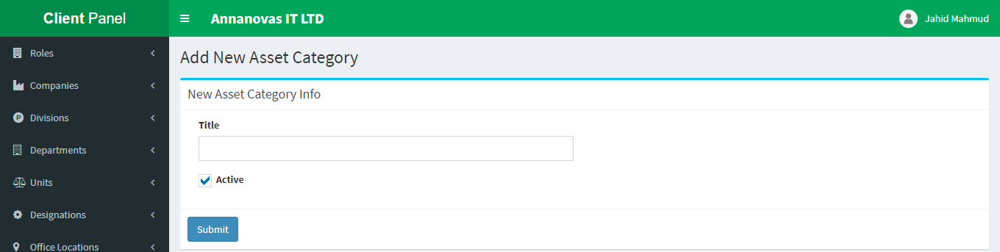 Client Panel
Annanovas IT LTD
Jahid Mahmud
Roles
Companies
Divisions
Departments
Units
Designations
Office Locations
Add New Asset Category
New Asset Category Info
Title
Active
Submit